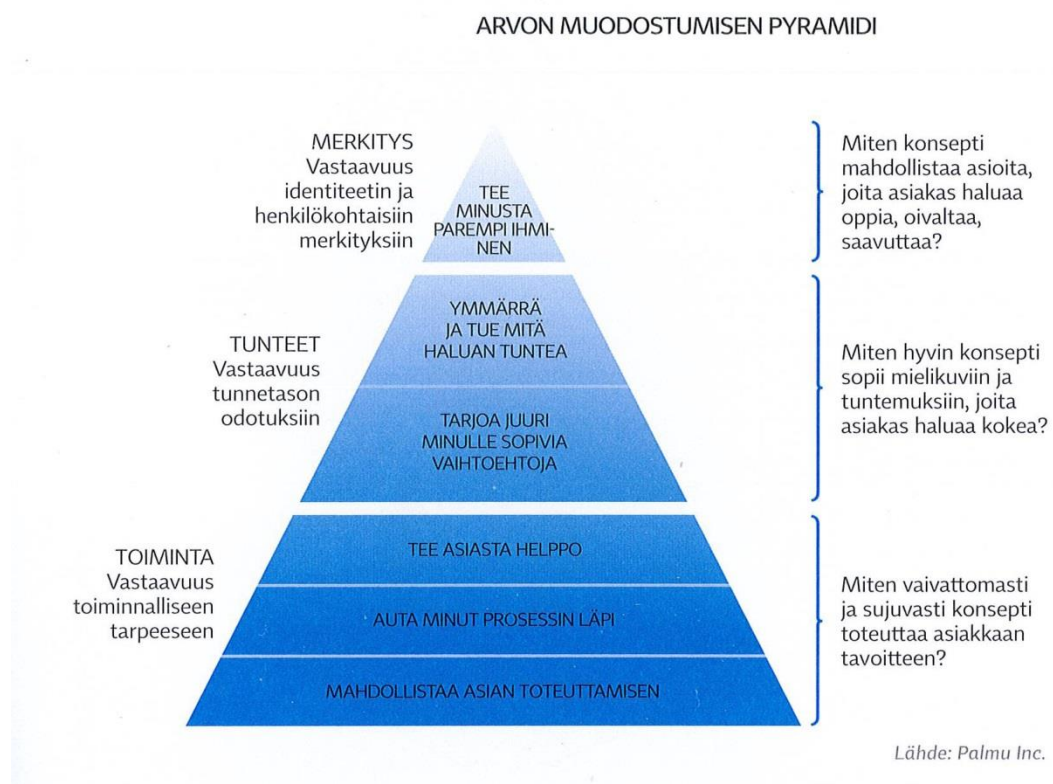 ARVON MUODOSTUMISEN PYRAMIDI
MERKITYS
Vastaavuus
identiteetin ja
henkilökohtaisiin
merkityksiin
TEE
MINUSTA
PAREMPI IHMI-
NEN
Miten konsepti
mahdollistaa asioita,
joita asiakas haluaa
oppia, oivaltaa,
saavuttaa?
TUNTEET
Vastaavuus
tunnetason
odotuksiin
YMMÄRRÄ
JA TUE MITÄ
HALUAN TUNTEA
TARJOA JUURI
MINULLE SOPIVIA
VAIHTOEHTOJA
Miten hyvin konsepti
sopii mielikuviin ja
tuntemuksiin, joita
asiakas haluaa kokea?
TOIMINTA
Vastaavuus
toiminnalliseen
tarpeeseen
TEE ASIASTA HELPPO
AUTA MINUT PROSESSIN LÄPI
MAHDOLLISTAA ASIAN TOTEUTTAMISEN
Miten vaivattomasti
ja sujuvasti konsepti
toteuttaa asiakkaan
tavoitteen?
Lähde: Palmu Inc.